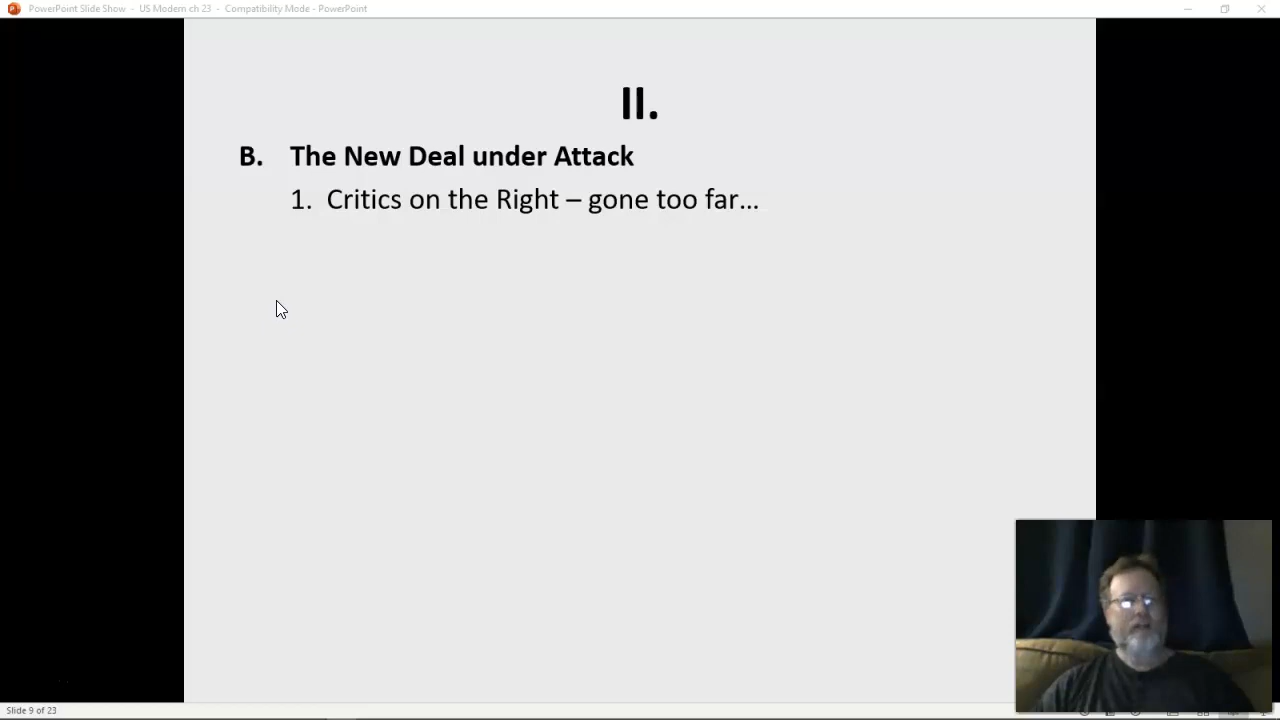 PowerPoint Slide Show - US Modern ch 23 - Compatibility Mode - PowerPoint
II.
B. The New Deal under Attack
1. Critics on the Right – gone too far…
Slide 9 of 23